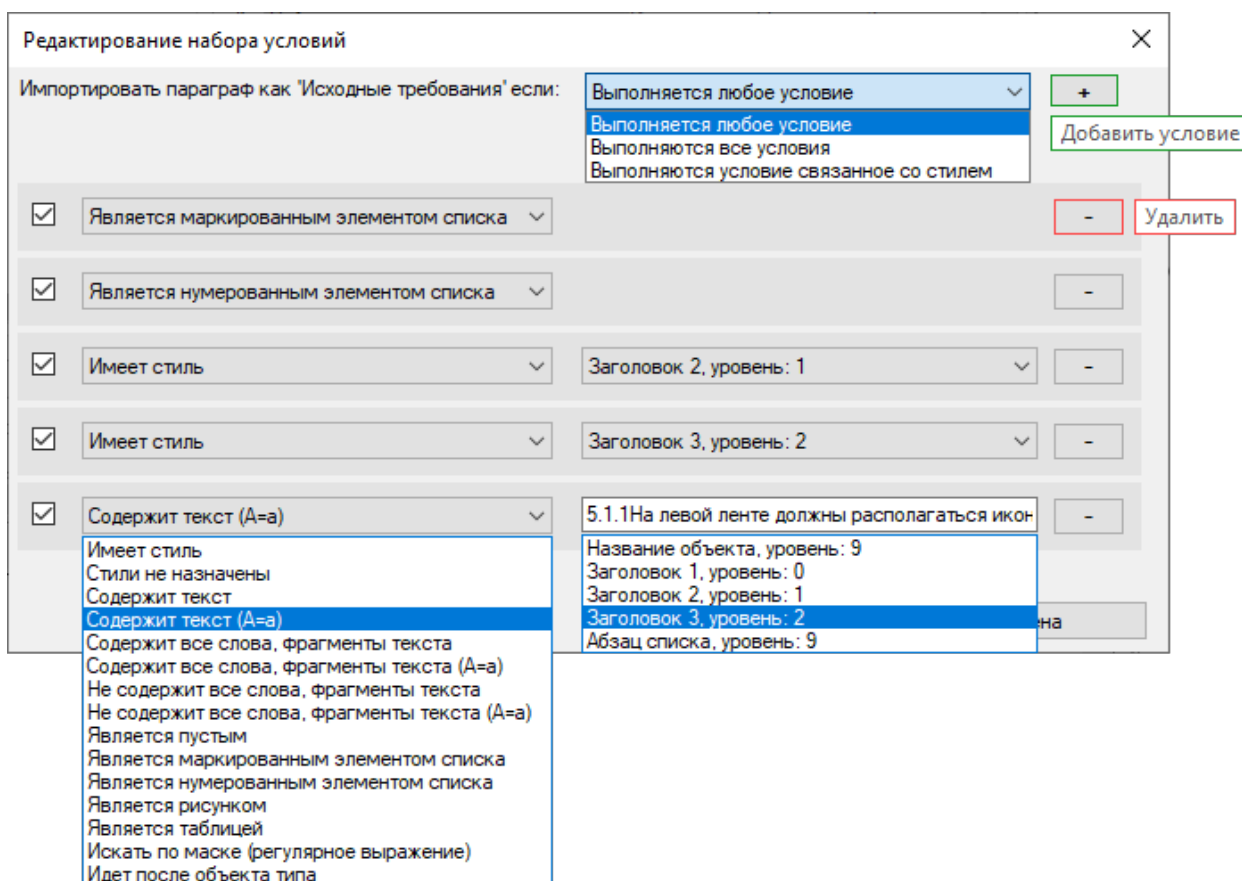 Редактирование набора условий
Импортировать параграф как 'Исходные требования' если:
Выполняется любое условие
+
Выполняется любое условие
Выполняются все условия
Выполняются условие связанное со стилем
Добавить условие
Является маркированным элементом списка
-
Удалить
Является нумерованным элементом списка
-
Имеет стиль
Заголовок 2, уровень: 1
-
Имеет стиль
Заголовок 3, уровень: 2
-
Содержит текст (A=a)
5.1.1На левой ленте должны располагаться икон
-
Имеет стиль
Стили не назначены
Содержит текст
Содержит текст (A=a)
Содержит все слова, фрагменты текста
Содержит все слова, фрагменты текста (A=a)
Не содержит все слова, фрагменты текста
Не содержит все слова, фрагменты текста (A=a)
Является пустым
Является маркированным элементом списка
Является нумерованным элементом списка
Является рисунком
Является таблицей
Искать по маске (регулярное выражение)
Идет после объекта типа
Название объекта, уровень: 9
Заголовок 1, уровень: 0
Заголовок 2, уровень: 1
Заголовок 3, уровень: 2
Абзац списка, уровень: 9
на